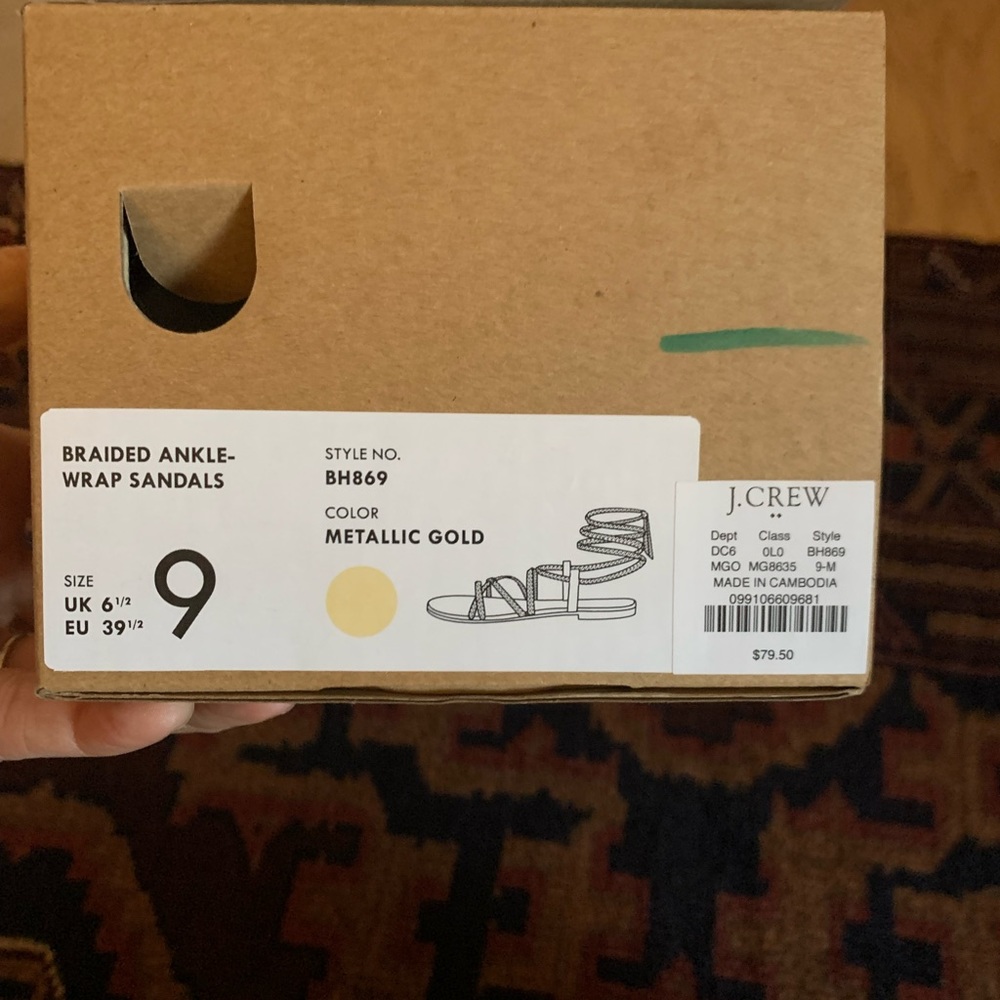 BRAIDED ANKLE-
WRAP SANDALS
SIZE
UK 6 1/2
EU 39 1/2
9
STYLE NO.
BH869
COLOR
METALLIC GOLD
J.CREW
Dept Class Style
DC6 0L0 BH869
MGO MG8635 9-M
MADE IN CAMBODIA
099106609681
$79.50